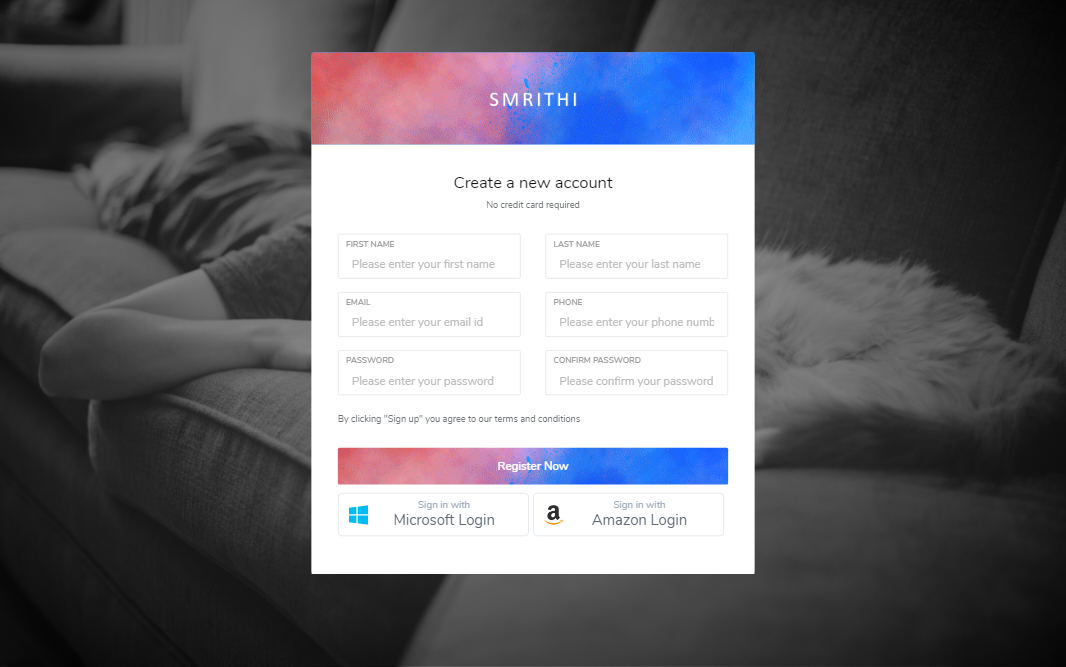 SMRITHI
Create a new account
No credit card required
FIRST NAME
Please enter your first name
LAST NAME
Please enter your last name
EMAIL
Please enter your email id
PHONE
Please enter your phone numb
PASSWORD
Please enter your password
CONFIRM PASSWORD
Please confirm your password
By clicking "Sign up" you agree to our terms and conditions
Register Now
Sign in with
Microsoft Login
Sign in with
Amazon Login